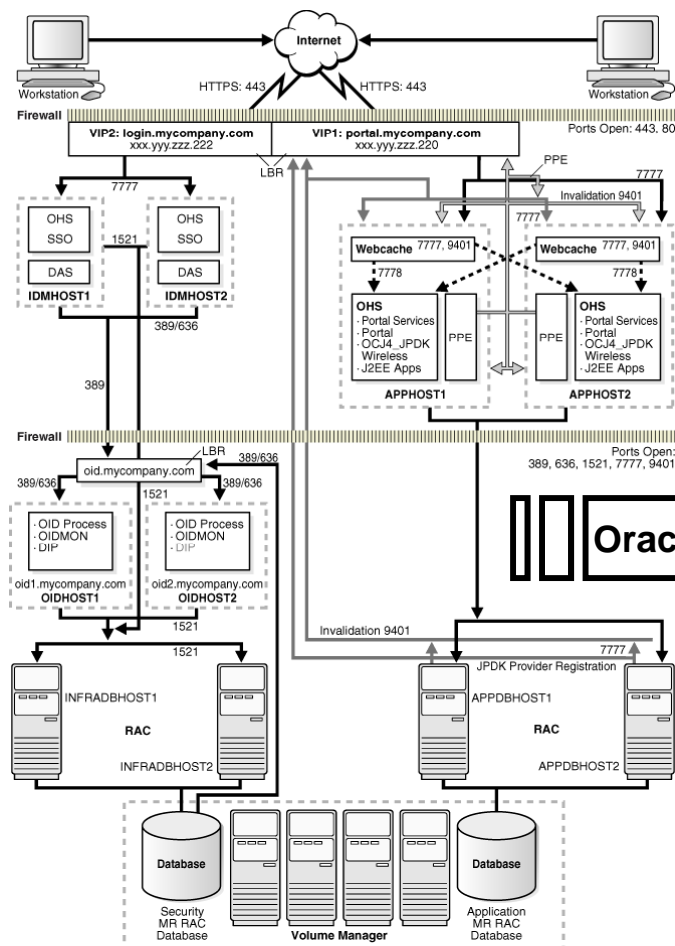 Internet
Workstation
Workstation
HTTPS: 443
HTTPS: 443
Firewall
Ports Open: 443. 80
VIP2: login.mycompany.com
xxx.yyy.zzz.222
VIP1: portal.mycompany.com
xxx.yyy.zzz.220
LBR
PPE
7777
7777
Invalidation 9401
7777
OHS
SSO
DAS
IDMHOST1
1521
OHS
SSO
DAS
IDMHOST2
389/636
Webcache 7777, 9401
Webcache 7777, 9401
7778
7778
OHS
· Portal Services
· Portal
· OCJ4_JPDK
Wireless
· J2EE Apps
PPE
APPHOST1
PPE
OHS
· Portal Services
· Portal
· OCJ4_JPDK
Wireless
· J2EE Apps
APPHOST2
389
Firewall
Ports Open:
389, 636, 1521, 7777, 9401
LBR
oid.mycompany.com
389/636
389/636
389/636
1521
· OID Process
· OIDMON
· DIP
oid1.mycompany.com
OIDHOST1
· OID Process
· OIDMON
· DIP
oid2.mycompany.com
OIDHOST2
Orac
1521
1521
Invalidation 9401
7777
JPDK Provider Registration
INFRADBHOST1
RAC
INFRADBHOST2
APPDBHOST1
RAC
APPDBHOST2
Database
Database
Security
MR RAC
Database
Volume Manager
Application
MR RAC
Database